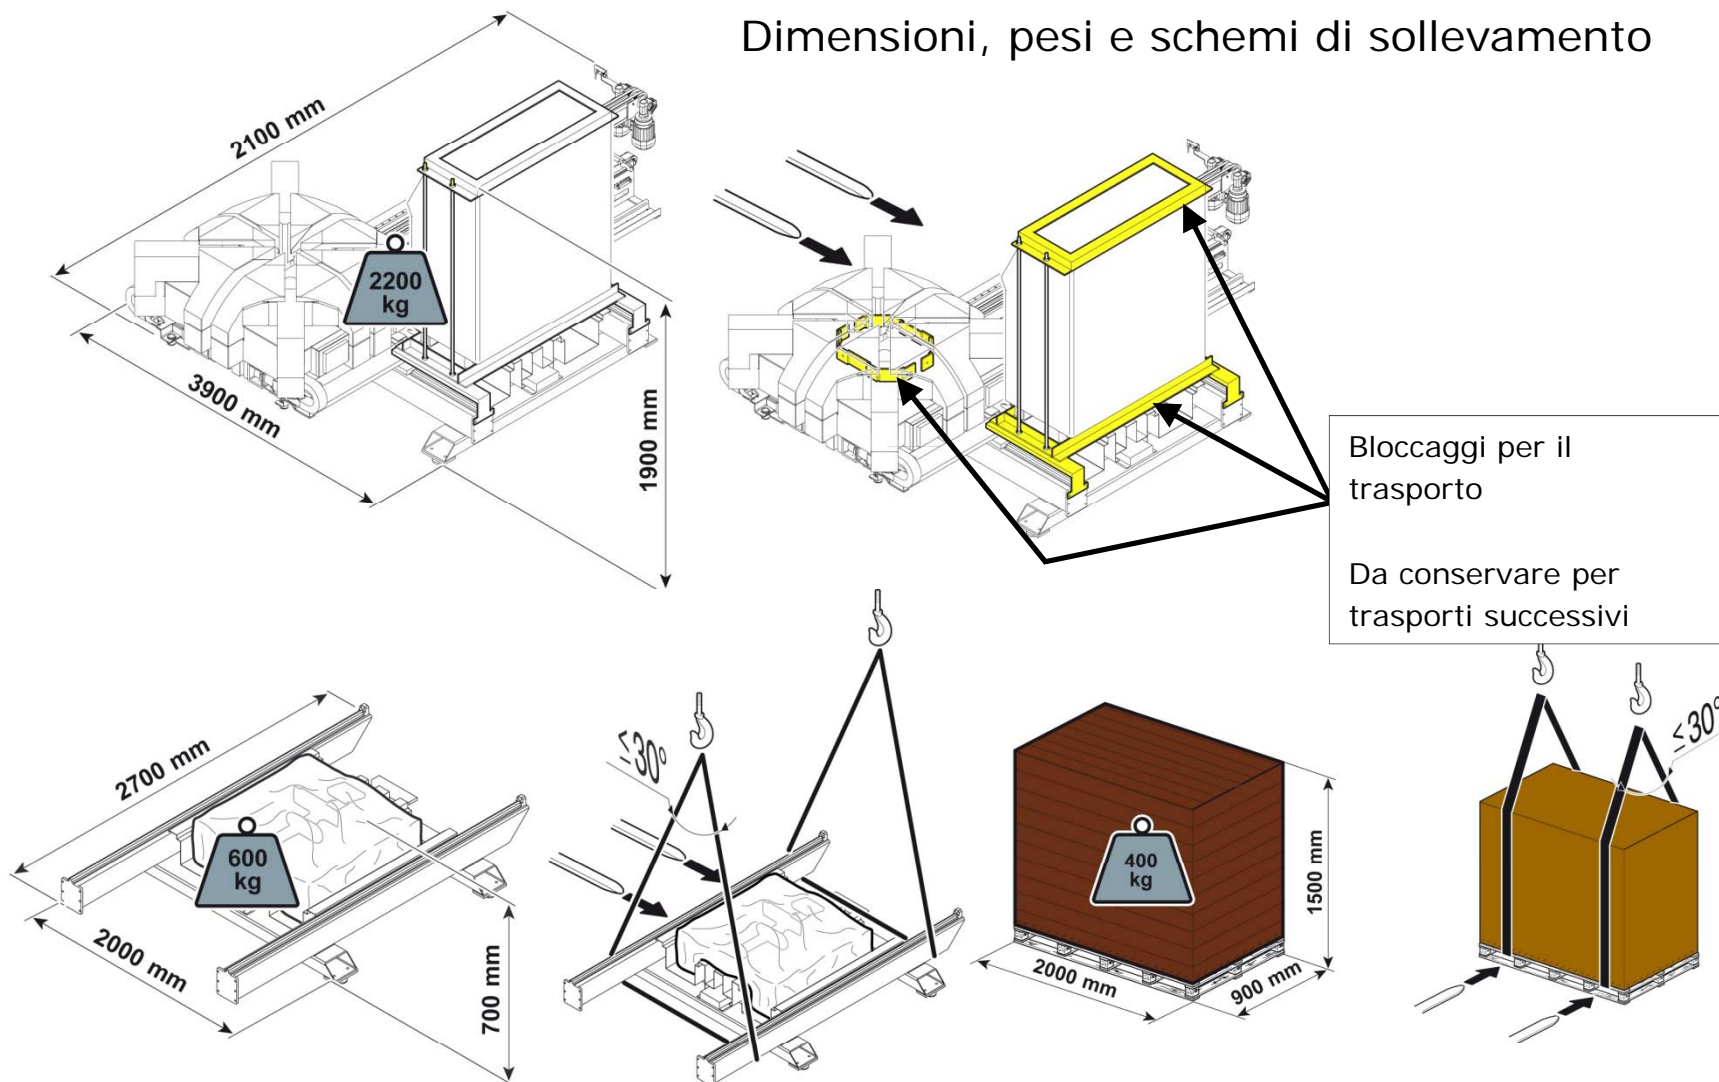 Dimensioni, pesi e schemi di sollevamento
2100 mm
2200
kg
3900 mm
1900 mm
Bloccaggi per il
trasporto
Da conservare per
trasporti successivi
2700 mm
600
kg
2000 mm
700 mm
≤30°
400
kg
1500 mm
2000 mm
900 mm
≤30°